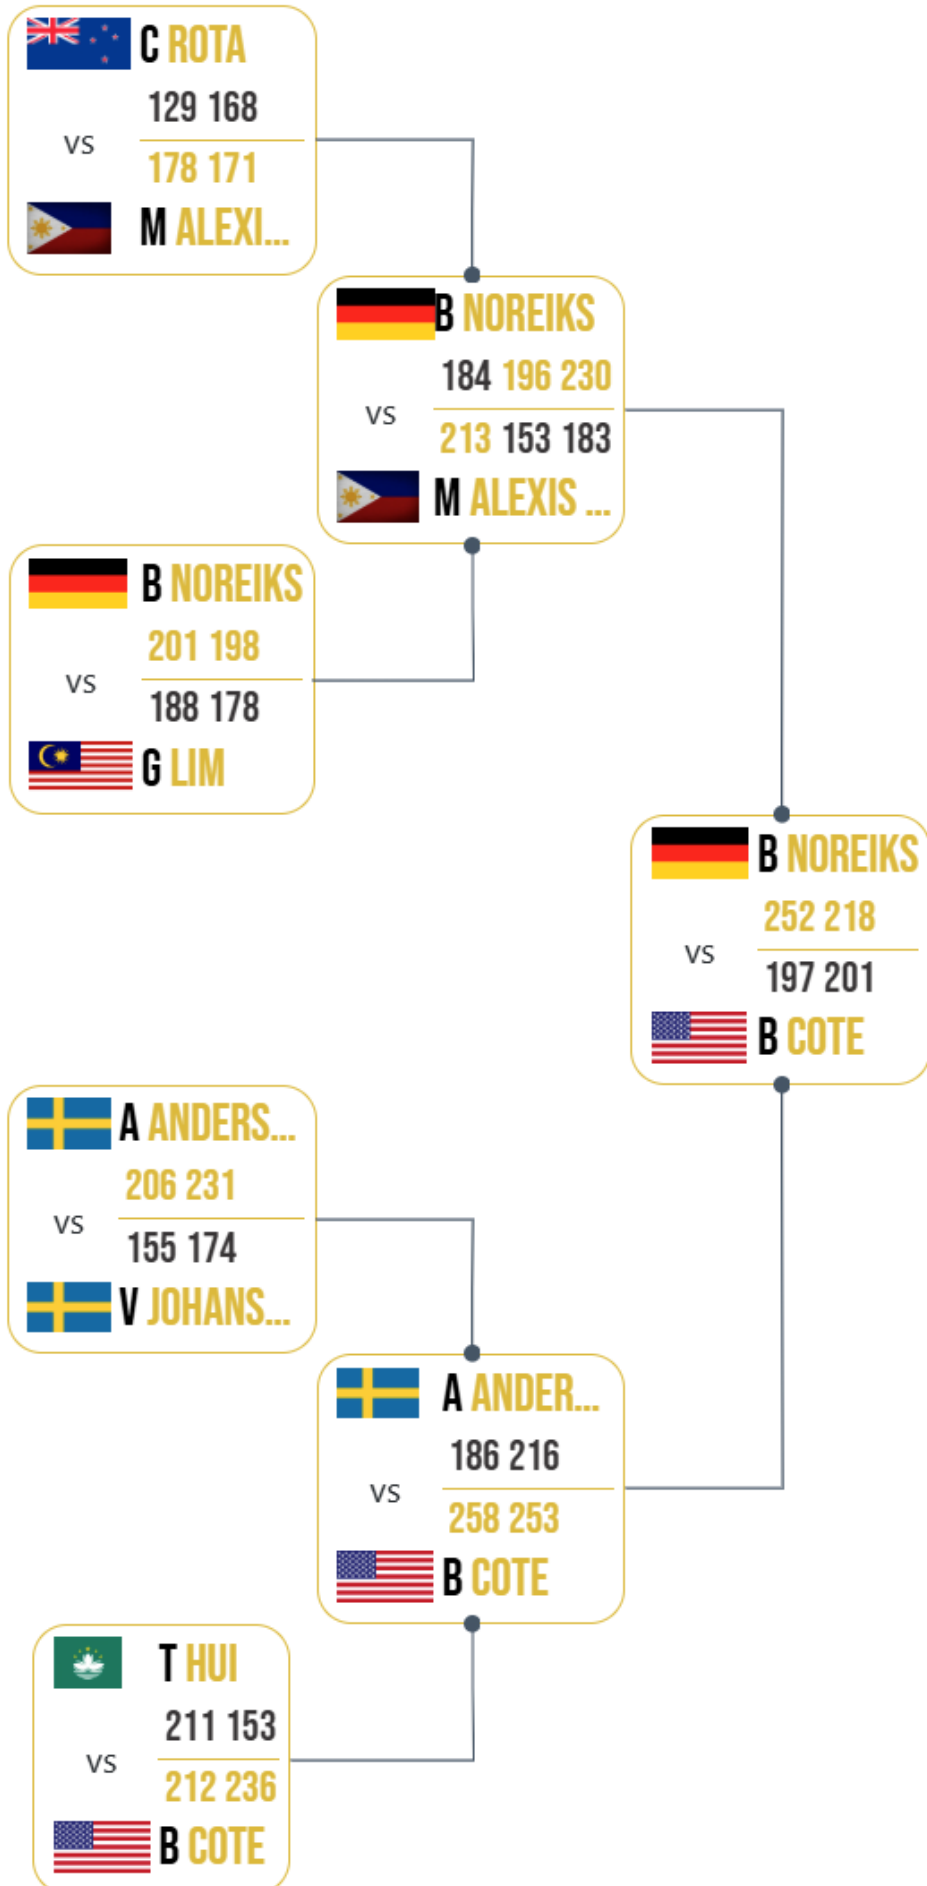 C ROTA
129 168
VS
178 171
M ALEXI...
B NOREIKS
184 196 230
VS
213 153 183
M ALEXIS ...
B NOREIKS
201 198
VS
188 178
G LIM
B NOREIKS
252 218
VS
197 201
B COTE
A ANDERS...
206 231
VS
155 174
V JOHANS...
A ANDER...
186 216
VS
258 253
B COTE
T HUI
211 153
VS
212 236
B COTE